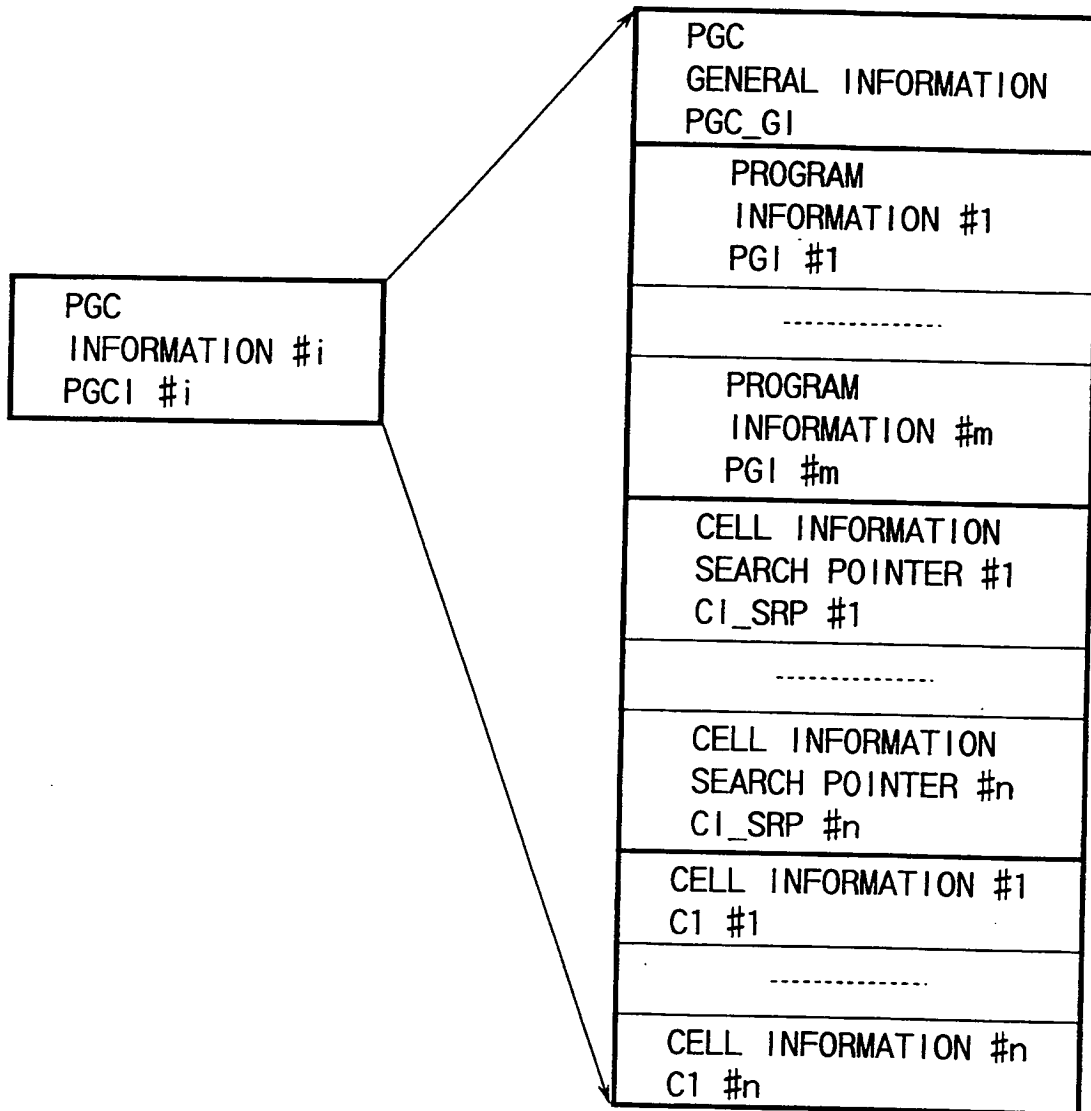 PGC
INFORMATION #i
PGCI #i
PGC
GENERAL INFORMATION
PGC_GI
PROGRAM
INFORMATION #1
PGI #1
PROGRAM
INFORMATION #m
PGI #m
CELL INFORMATION
SEARCH POINTER #1
CI_SRP #1
CELL INFORMATION
SEARCH POINTER #n
CI_SRP #n
CELL INFORMATION #1
C1 #1
CELL INFORMATION #n
C1 #n